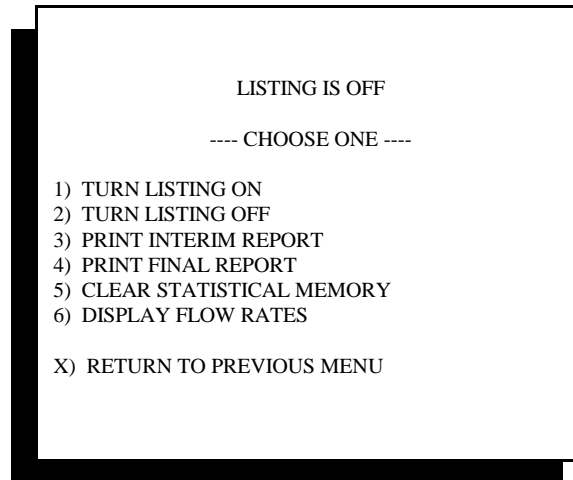 LISTING IS OFF
---- CHOOSE ONE ----
1) TURN LISTING ON
2) TURN LISTING OFF
3) PRINT INTERIM REPORT
4) PRINT FINAL REPORT
5) CLEAR STATISTICAL MEMORY
6) DISPLAY FLOW RATES
X) RETURN TO PREVIOUS MENU